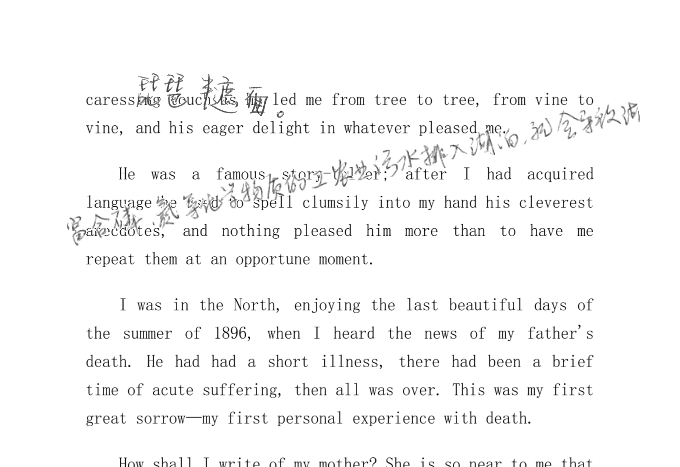 琵琶半遮面。
caressing touch as he led me from tree to tree, from vine to
vine, and his eager delight in whatever pleased me.
富含磷、氮等化学物质的工农业污水排入湖泊,就会导致湖
He was a famous story-teller; after I had acquired
language he used to spell clumsily into my hand his cleverest
anecdotes, and nothing pleased him more than to have me
repeat them at an opportune moment.
I was in the North, enjoying the last beautiful days of
the summer of 1896, when I heard the news of my father's
death. He had had a short illness, there had been a brief
time of acute suffering, then all was over. This was my first
great sorrow—my first personal experience with death.
How shall I write of my mother? She is so near to me that